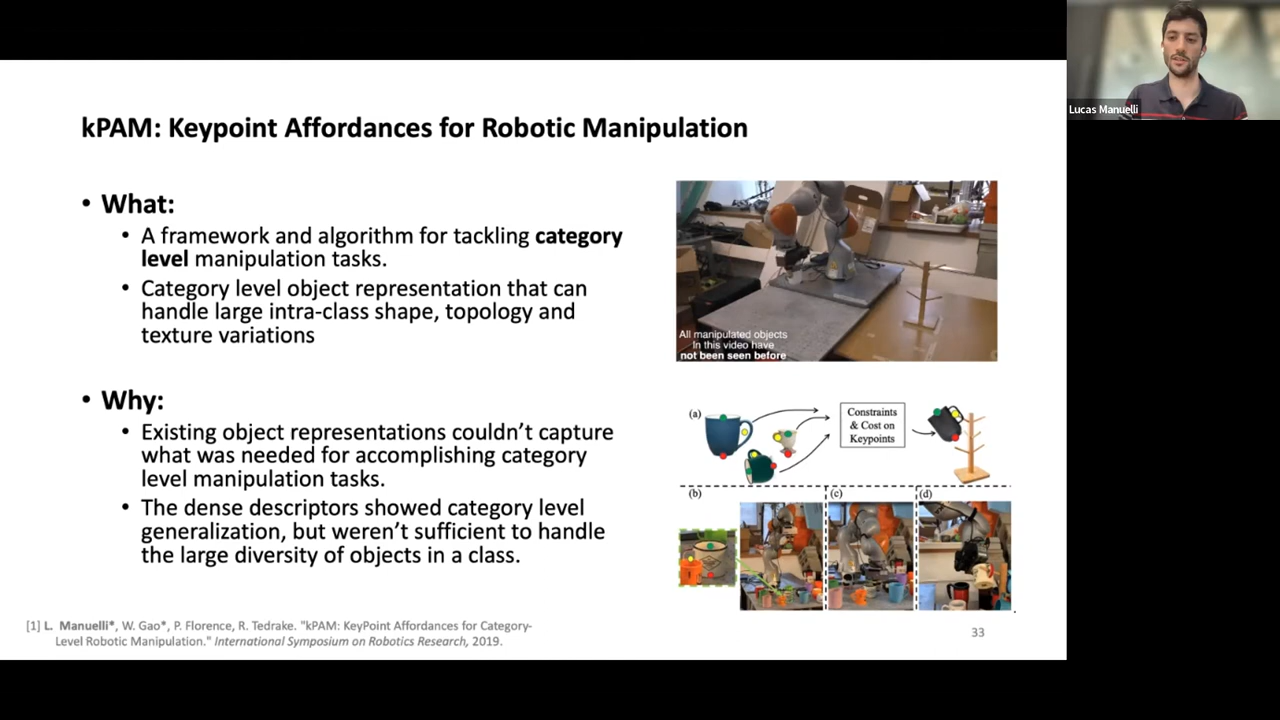 Lucas Manuelli
kPAM: Keypoint Affordances for Robotic Manipulation
• What:
• A framework and algorithm for tackling category
level manipulation tasks.
• Category level object representation that can
handle large intra-class shape, topology and
texture variations
• Why:
• Existing object representations couldn't capture
what was needed for accomplishing category
level manipulation tasks.
• The dense descriptors showed category level
generalization, but weren't sufficient to handle
the large diversity of objects in a class.
All manipulated objects
In this video have
not been seen before
(a)
Constraints
& Cost on
Keypoints
(b)
(c)
(d)
[1] L. Manuelli*, W. Gao*, P. Florence, R. Tedrake. "kPAM: KeyPoint Affordances for Category-
Level Robotic Manipulation." International Symposium on Robotics Research, 2019.
33